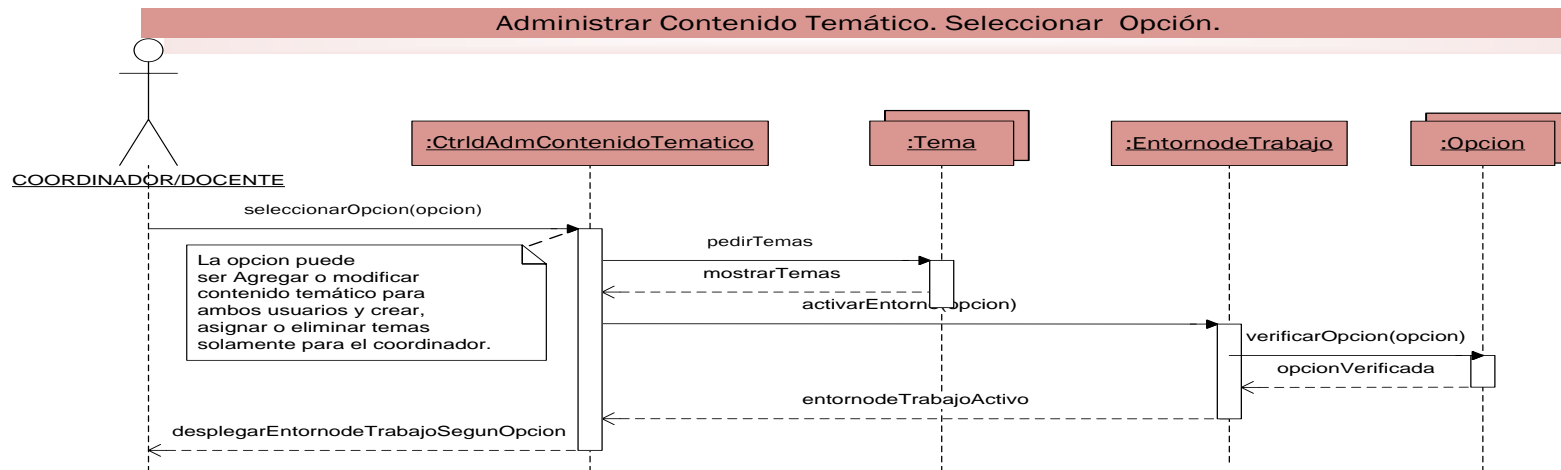 Administrar Contenido Temático. Seleccionar Opción.
:CtrldAdmContenidoTematico
:Tema
:EntornodeTrabajo
:Opcion
COORDINADOR/DOCENTE
seleccionarOpcion(opcion)
La opcion puede
ser Agregar o modificar
contenido temático para
ambos usuarios y crear,
asignar o eliminar temas
solamente para el coordinador.
pedirTemas
mostrarTemas
activarEntorno(opcion)
verificarOpcion(opcion)
opcionVerificada
entornodeTrabajoActivo
desplegarEntornodeTrabajoSegunOpcion